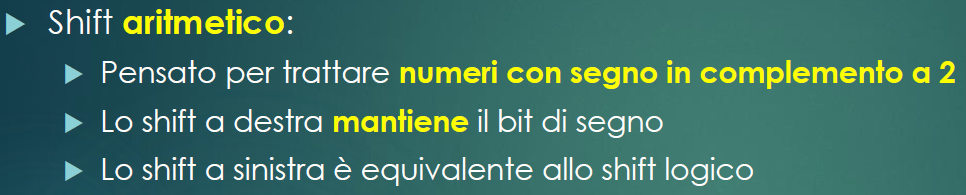 Shift aritmetico:
Pensato per trattare numeri con segno in complemento a 2
Lo shift a destra mantiene il bit di segno
Lo shift a sinistra è equivalente allo shift logico